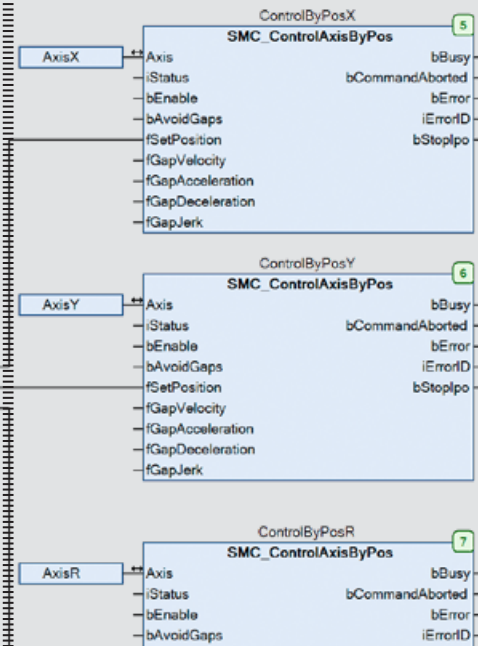 ControlByPosX
5
SMC_ControlAxisByPos
AxisX
Axis bBusy
iStatus bCommandAborted
bEnable bError
bAvoidGaps iErrorID
fSetPosition bStopIpo
fGapVelocity
fGapAcceleration
fGapDeceleration
fGapJerk
ControlByPosY
6
SMC_ControlAxisByPos
AxisY
Axis bBusy
iStatus bCommandAborted
bEnable bError
bAvoidGaps iErrorID
fSetPosition bStopIpo
fGapVelocity
fGapAcceleration
fGapDeceleration
fGapJerk
ControlByPosR
7
SMC_ControlAxisByPos
AxisR
Axis bBusy
iStatus bCommandAborted
bEnable bError
bAvoidGaps iErrorID